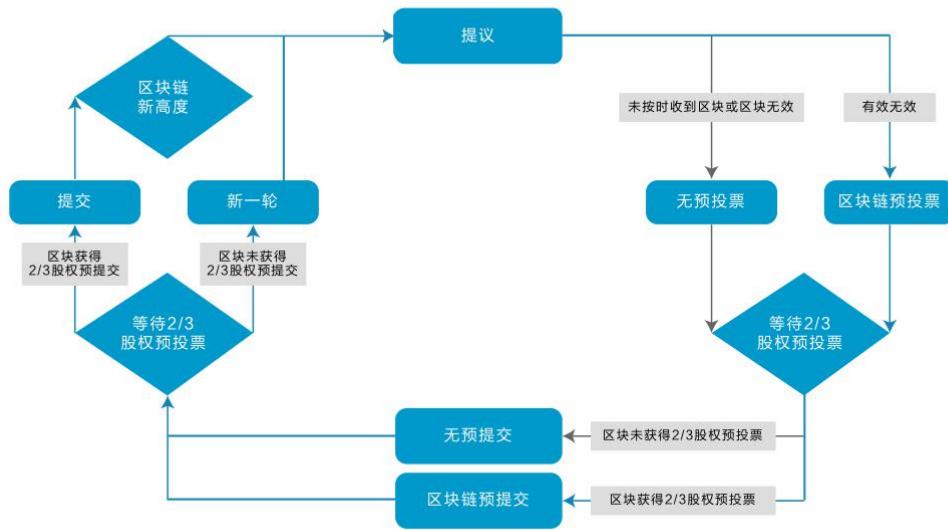 提议
区块链
新高度
未按时收到区块或区块无效
有效无效
提交
新一轮
无预投票
区块链预投票
区块获得
2/3股权预提交
区块未获得
2/3股权预提交
等待2/3
股权预投票
等待2/3
股权预投票
无预提交
区块未获得2/3股权预投票
区块链预提交
区块获得2/3股权预投票